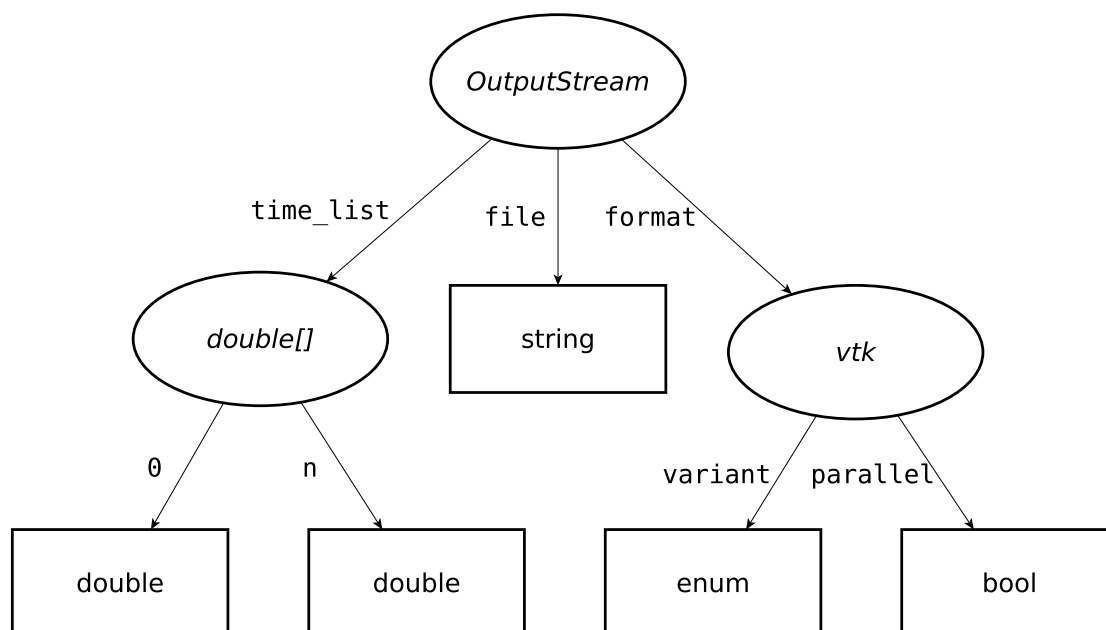 OutputStream
time_list
file
format
double[]
string
vtk
0
n
variant
parallel
double
double
enum
bool